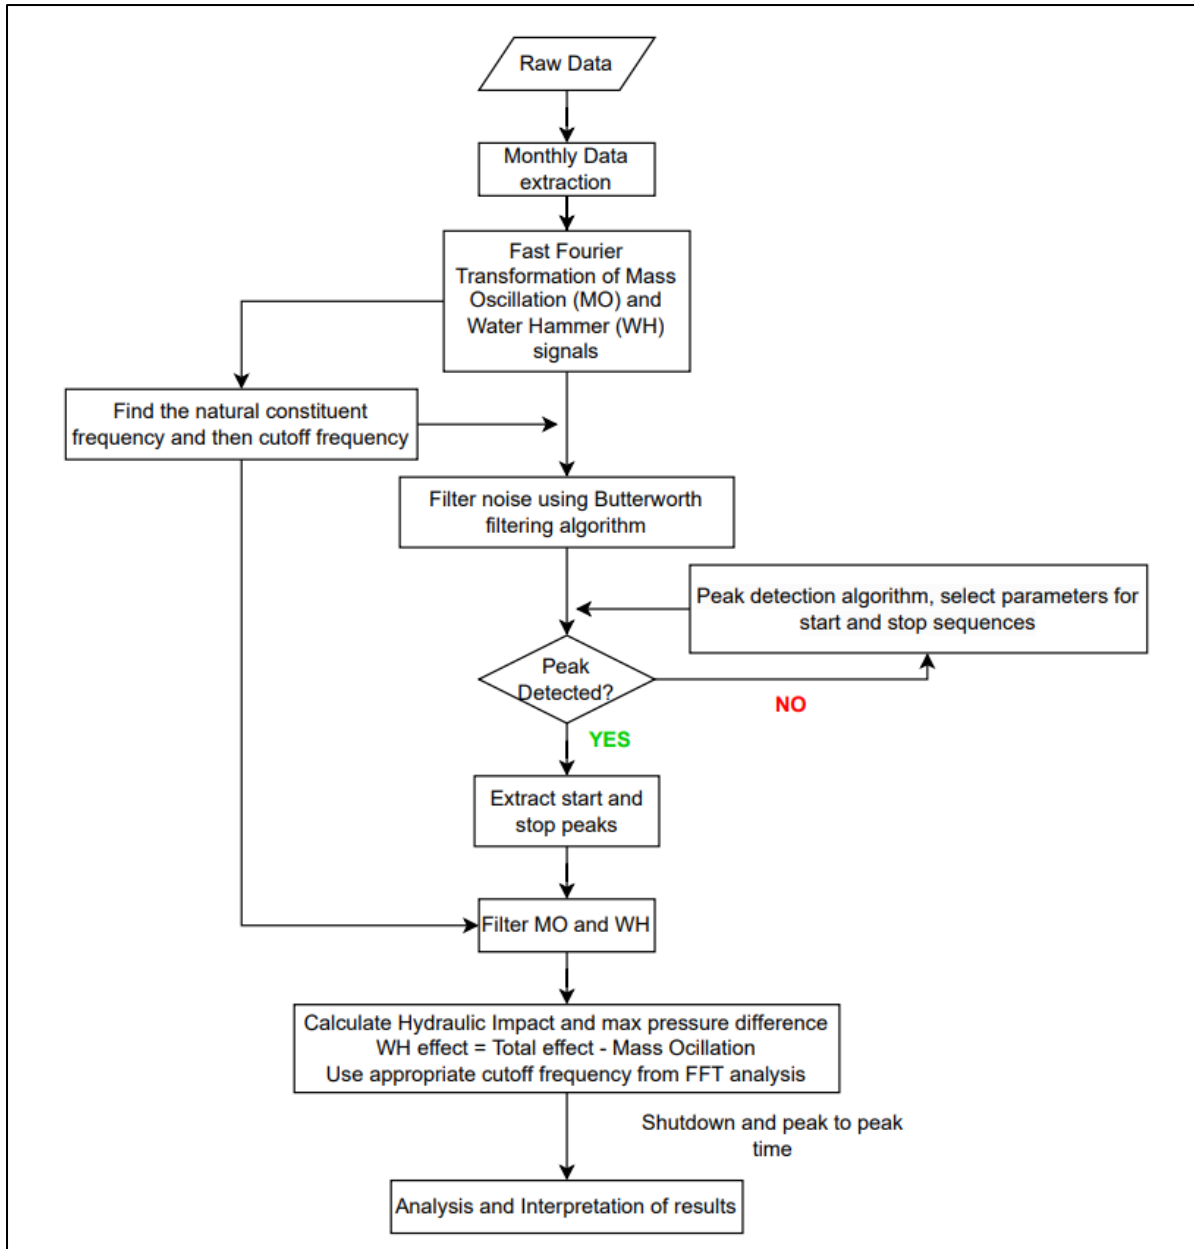 Raw Data
Monthly Data
extraction
Fast Fourier
Transformation of Mass
Oscillation (MO) and
Water Hammer (WH)
signals
Find the natural constituent
frequency and then cutoff frequency
Filter noise using Butterworth
filtering algorithm
Peak detection algorithm, select parameters for
start and stop sequences
Peak
Detected?
NO
YES
Extract start and
stop peaks
Filter MO and WH
Calculate Hydraulic Impact and max pressure difference
WH effect = Total effect - Mass Ocillation
Use appropriate cutoff frequency from FFT analysis
Shutdown and peak to peak
time
Analysis and Interpretation of results